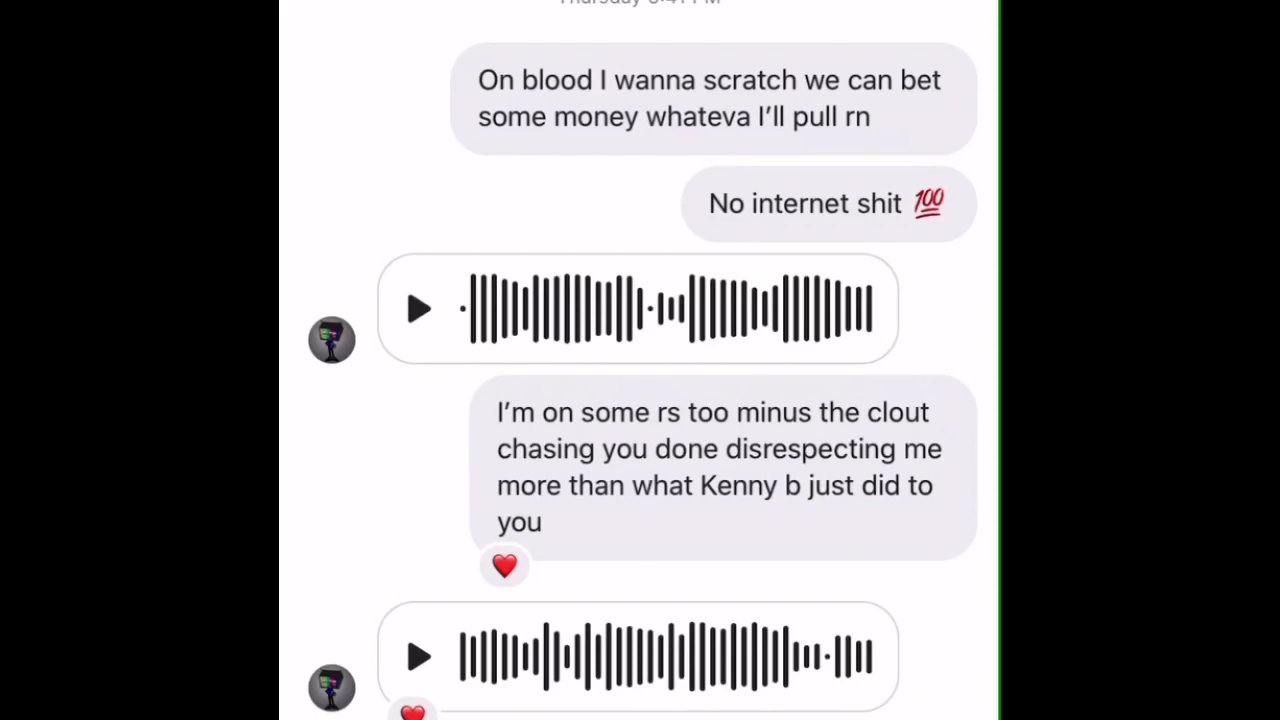 On blood I wanna scratch we can bet
some money whateva I'll pull rn
No internet shit 💯
I'm on some rs too minus the clout
chasing you done disrespecting me
more than what Kenny b just did to
you